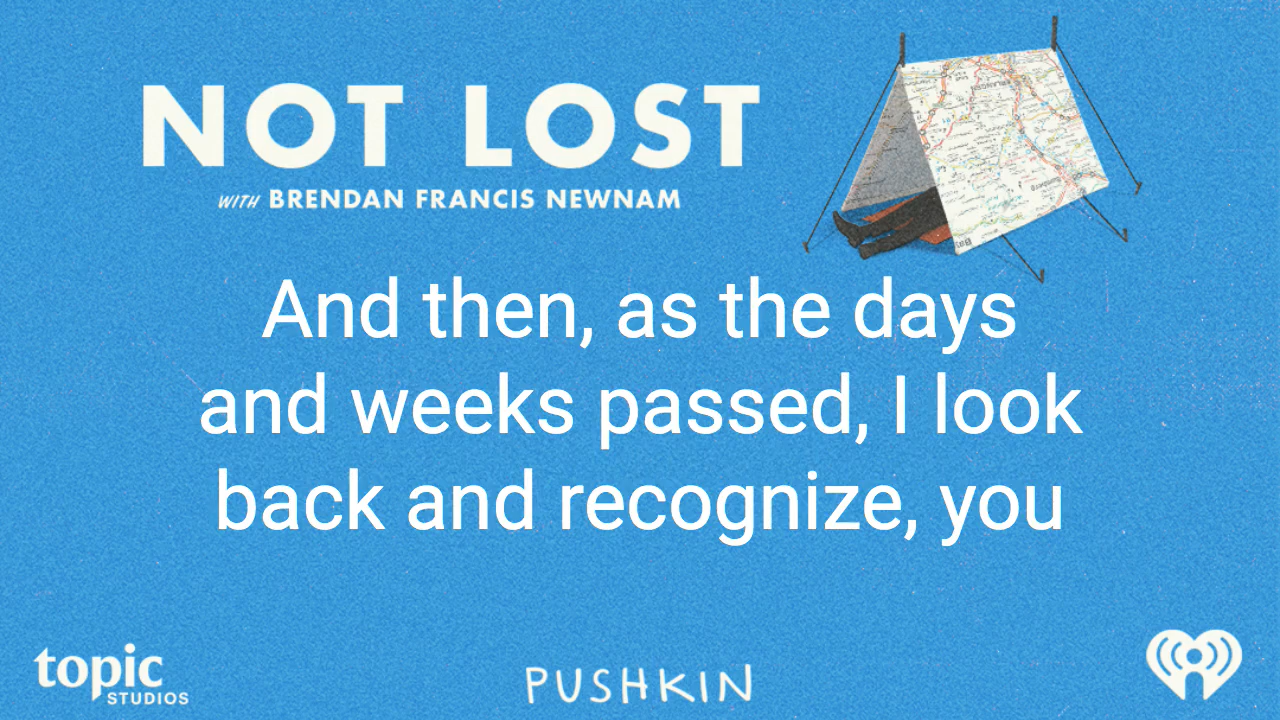 NOT LOST
WITH BRENDAN FRANCIS NEWNAM
And then, as the days
and weeks passed, I look
back and recognize, you
topic
STUDIOS
PUSHKIN